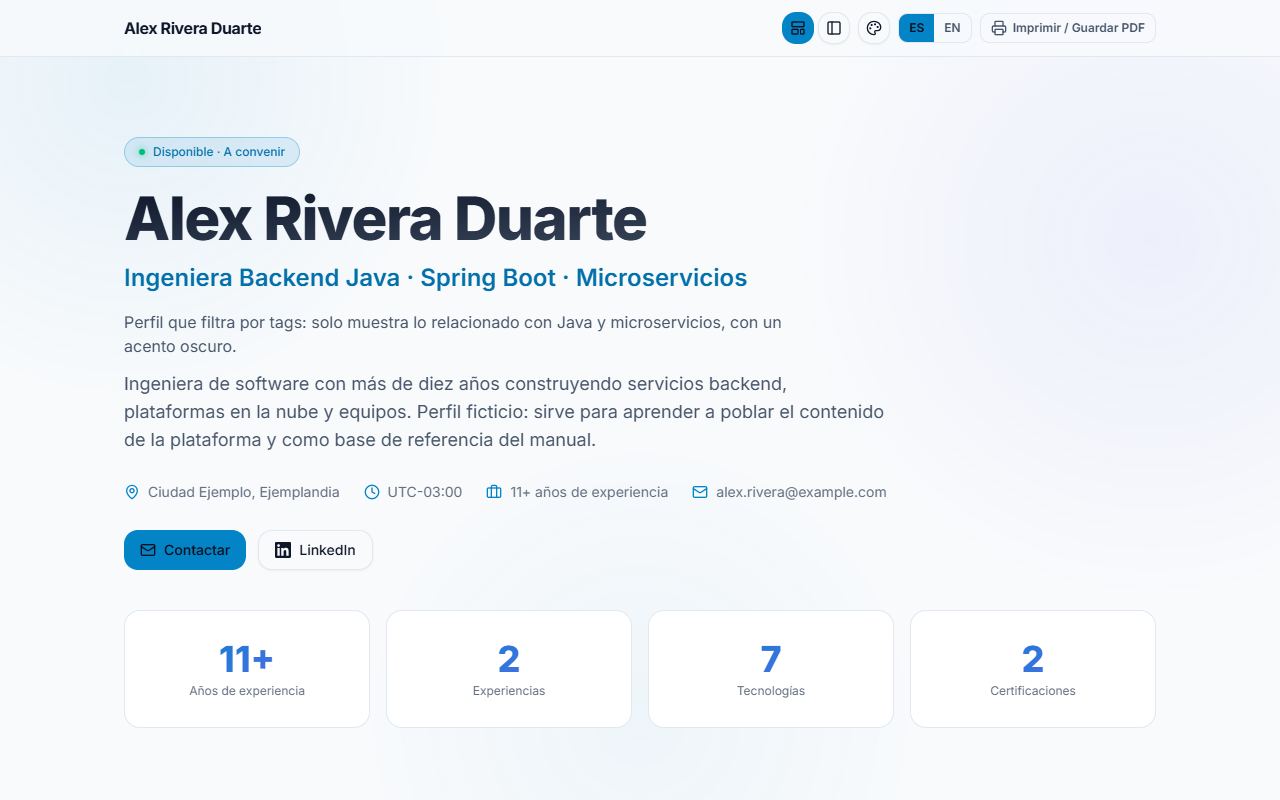 Alex Rivera Duarte
ES
EN
Imprimir / Guardar PDF
Disponible · A convenir
Alex Rivera Duarte
Ingeniera Backend Java · Spring Boot · Microservicios
Perfil que filtra por tags: solo muestra lo relacionado con Java y microservicios, con un
acento oscuro.
Ingeniera de software con más de diez años construyendo servicios backend,
plataformas en la nube y equipos. Perfil ficticio: sirve para aprender a poblar el contenido
de la plataforma y como base de referencia del manual.
Ciudad Ejemplo, Ejemplandia
UTC-03:00
11+ años de experiencia
alex.rivera@example.com
Contactar
LinkedIn
11+
Años de experiencia
2
Experiencias
7
Tecnologías
2
Certificaciones